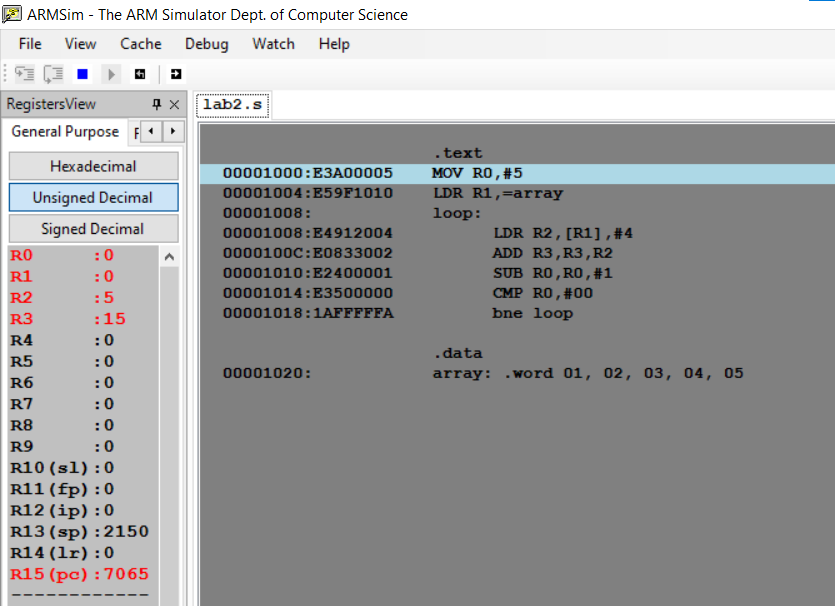 ARMSim - The ARM Simulator Dept. of Computer Science
File View Cache Debug Watch Help
RegistersView
lab2.s
General Purpose
Hexadecimal
Unsigned Decimal
Signed Decimal
R0 :0
R1 :0
R2 :5
R3 :15
R4 :0
R5 :0
R6 :0
R7 :0
R8 :0
R9 :0
R10(sl):0
R11(fp):0
R12(ip):0
R13(sp):2150
R14(lr):0
R15(pc):7065
------------
.text
00001000:E3A00005 MOV R0,#5
00001004:E59F1010 LDR R1,=array
00001008: loop:
00001008:E4912004 LDR R2,[R1],#4
0000100C:E0833002 ADD R3,R3,R2
00001010:E2400001 SUB R0,R0,#1
00001014:E3500000 CMP R0,#00
00001018:1AFFFFFA bne loop
.data
00001020: array: .word 01, 02, 03, 04, 05